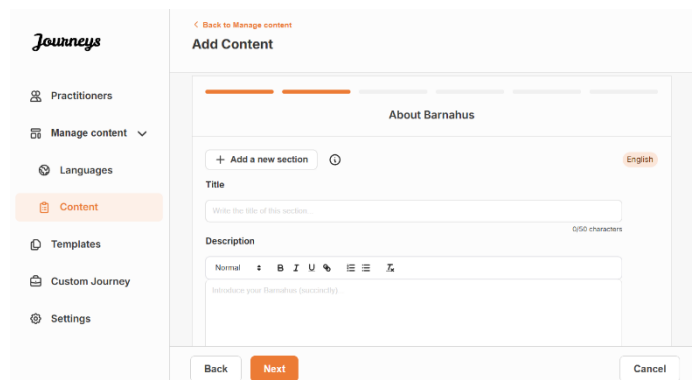 Journeys
Practitioners
Manage content
Languages
Content
Templates
Custom Journey
Settings
Back to Manage content
Add Content
About Barnahus
+ Add a new section
English
Title
Write the title of this section.
0/50 characters
Description
Normal B I U
Introduce your Barnahus (succinctly)
Back Next Cancel